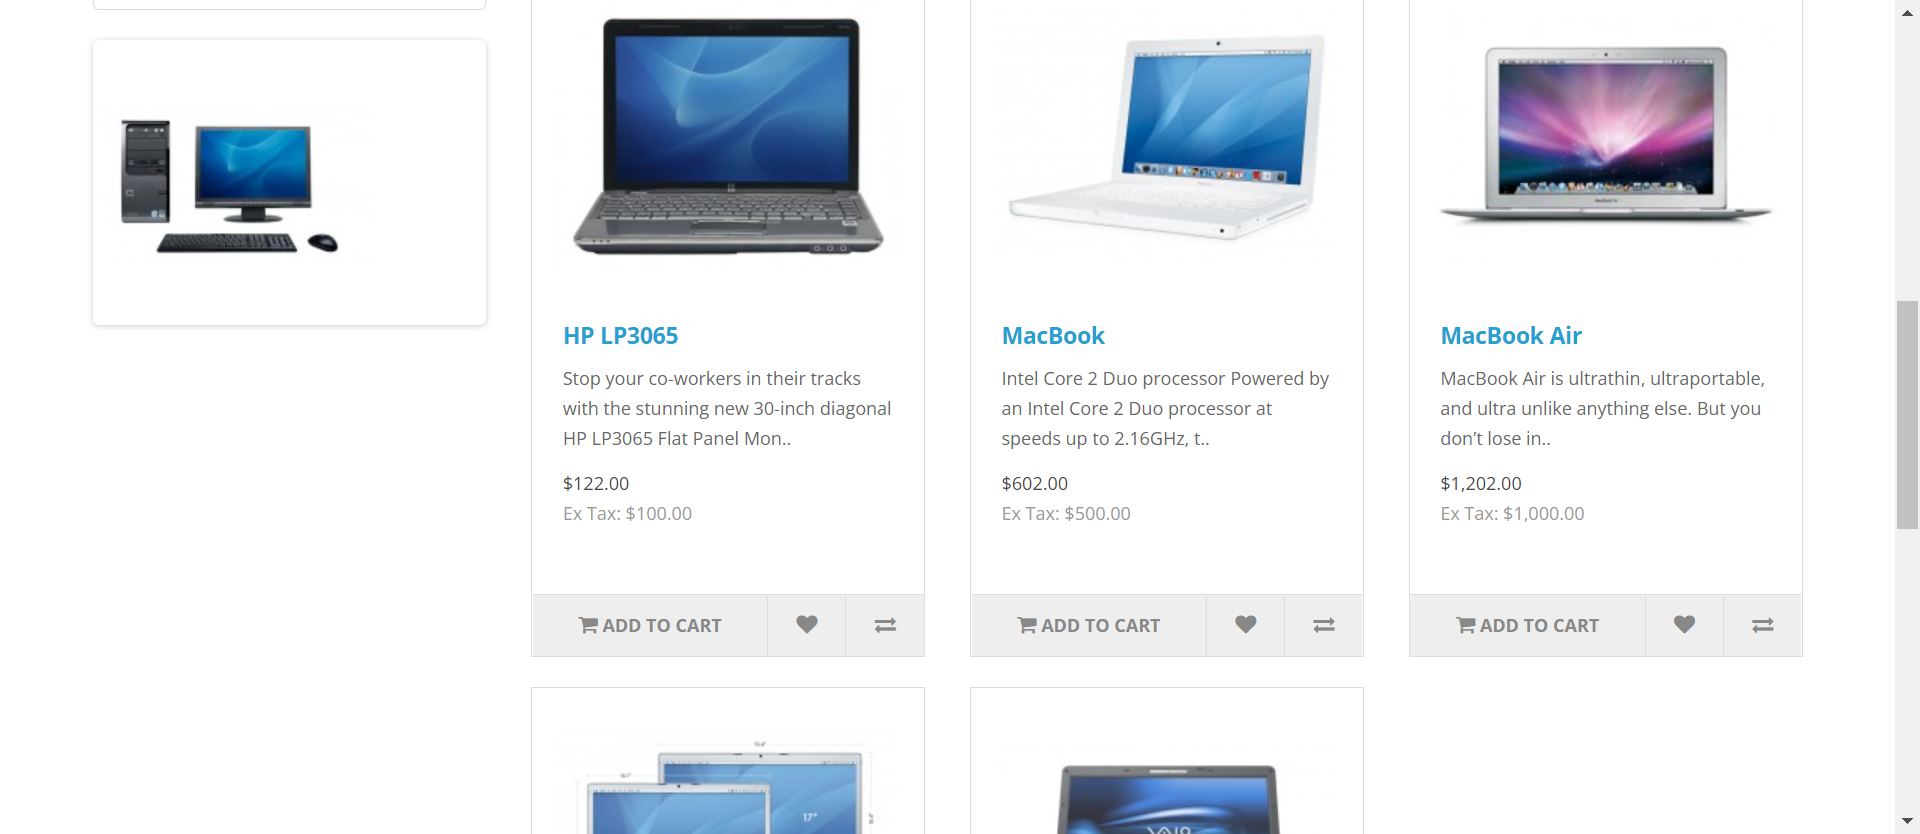 HP LP3065
Stop your co-workers in their tracks
with the stunning new 30-inch diagonal
HP LP3065 Flat Panel Mon..
$122.00
Ex Tax: $100.00
ADD TO CART
MacBook
Intel Core 2 Duo processor Powered by
an Intel Core 2 Duo processor at
speeds up to 2.16GHz, t..
$602.00
Ex Tax: $500.00
ADD TO CART
MacBook Air
MacBook Air is ultrathin, ultraportable,
and ultra unlike anything else. But you
don’t lose in..
$1,202.00
Ex Tax: $1,000.00
ADD TO CART
17"
VAIO